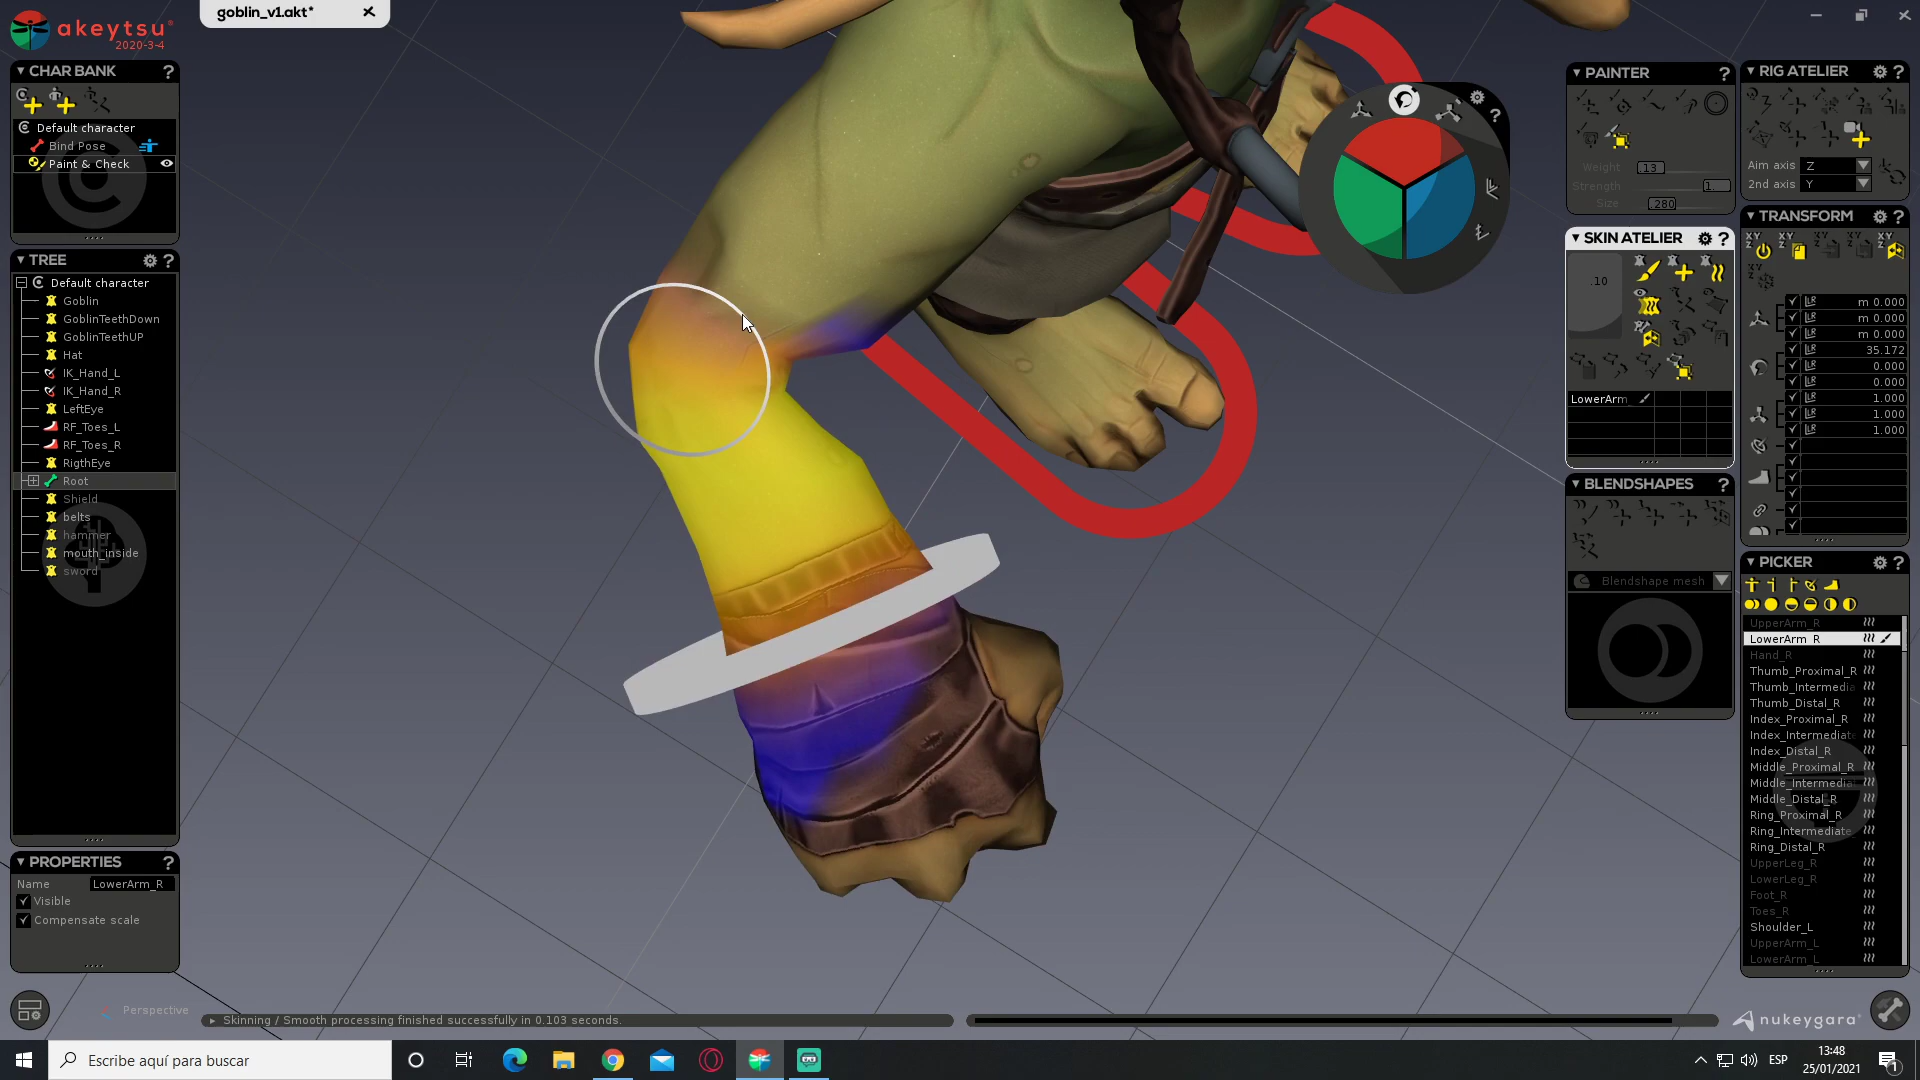 goblin_v1.akt*
akeytsu
2020-3-4
CHAR BANK ?
Default character
Bind Pose
Paint & Check
TREE ?
Default character
Goblin
GoblinTeethDown
GoblinTeethUP
Hat
IK_Hand_L
IK_Hand_R
LeftEye
RF_Toes_L
RF_Toes_R
RigthEye
Root
Shield
belts
hammer
mouth_inside
sword
PROPERTIES ?
Name LowerArm_R
Visible
Compensate scale
Perspective
Skinning / Smooth processing finished successfully in 0.103 seconds.
?
PAINTER ?
Weight .13
Strength 1.
Size .280
SKIN ATELIER ?
.10
LowerArm_
BLENDSHAPES ?
Blendshape mesh
RIG ATELIER ?
Aim axis Z
2nd axis Y
TRANSFORM ?
m 0.000
m 0.000
m 0.000
35.172
0.000
0.000
1.000
1.000
1.000
PICKER ?
UpperArm_R
LowerArm_R
Hand_R
Thumb_Proximal_R
Thumb_Intermedia
Thumb_Distal_R
Index_Proximal_R
Index_Intermediate
Index_Distal_R
Middle_Proximal_R
Middle_Intermedia
Middle_Distal_R
Ring_Proximal_R
Ring_Intermediate
Ring_Distal_R
UpperLeg_R
LowerLeg_R
Foot_R
Toes_R
Shoulder_L
UpperArm_L
LowerArm_L
nukeygara
Escribe aquí para buscar
ESP
13:48
25/01/2021
1